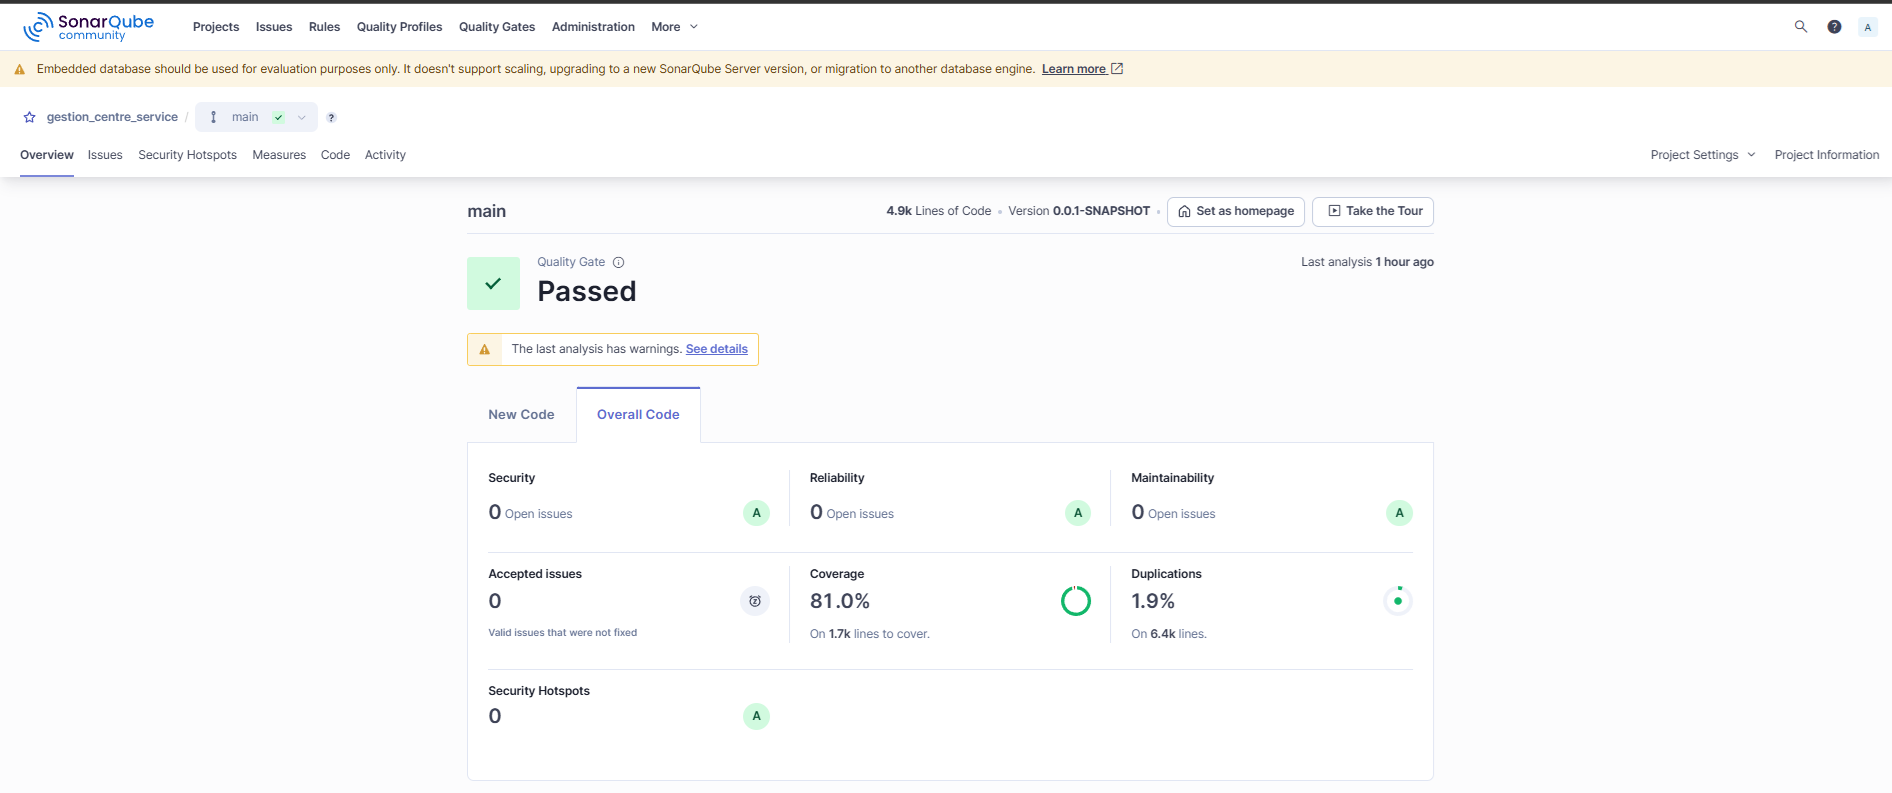 SonarQube community
Projects Issues Rules Quality Profiles Quality Gates Administration More
? A
Embedded database should be used for evaluation purposes only. It doesn't support scaling, upgrading to a new SonarQube Server version, or migration to another database engine. Learn more
gestion_centre_service / main ?
Overview Issues Security Hotspots Measures Code Activity Project Settings Project Information
main 4.9k Lines of Code • Version 0.0.1-SNAPSHOT • Set as homepage Take the Tour
Quality Gate Last analysis 1 hour ago
Passed
The last analysis has warnings. See details
New Code Overall Code
Security Reliability Maintainability
0 Open issues A 0 Open issues A 0 Open issues A
Accepted issues Coverage Duplications
0 81.0% 1.9%
Valid issues that were not fixed On 1.7k lines to cover. On 6.4k lines.
Security Hotspots
0 A